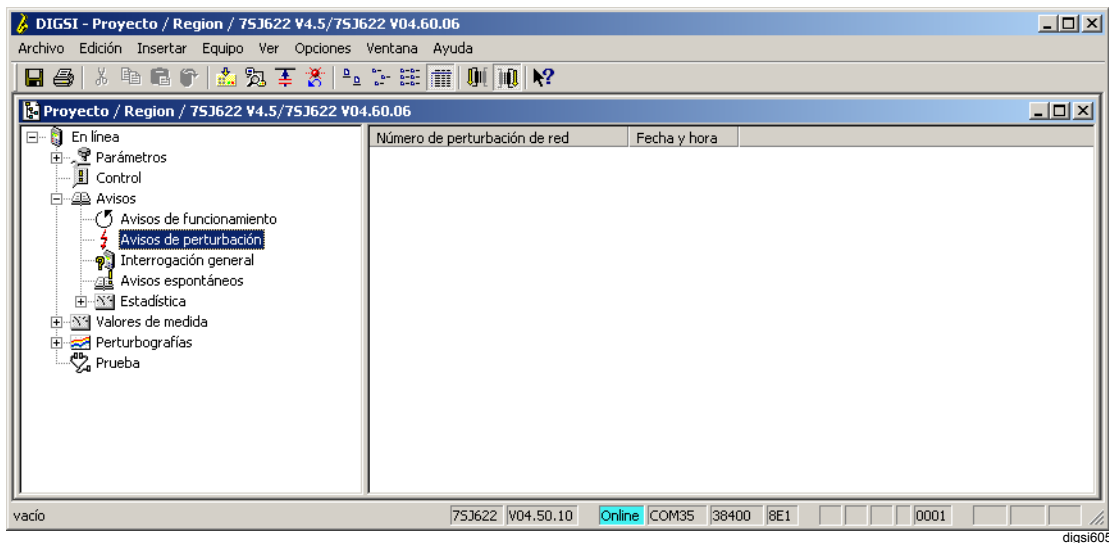 DIGSI - Proyecto / Region / 7SJ622 V4.5/7SJ622 V04.60.06
Archivo Edición Insertar Equipo Ver Opciones Ventana Ayuda
Proyecto / Region / 7SJ622 V4.5/7SJ622 V04.60.06
En línea
Número de perturbación de red Fecha y hora
Parámetros
Control
Avisos
Avisos de funcionamiento
Avisos de perturbación
Interrogación general
Avisos espontáneos
Estadística
Valores de medida
Perturbografías
Prueba
vacío 7SJ622 V04.50.10 Online COM35 38400 8E1 0001
digsi605